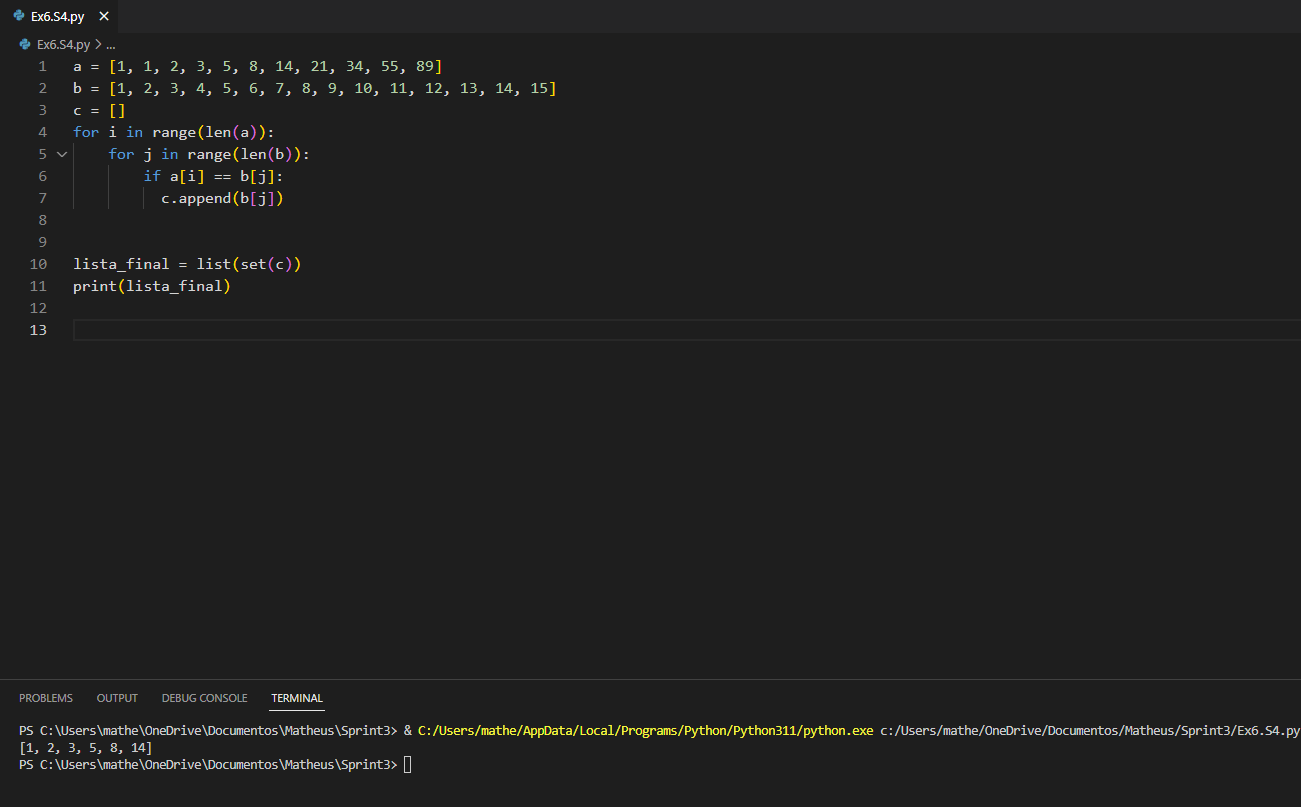 Ex6.S4.py ×
Ex6.S4.py > ...
1 a = [1, 1, 2, 3, 5, 8, 14, 21, 34, 55, 89]
2 b = [1, 2, 3, 4, 5, 6, 7, 8, 9, 10, 11, 12, 13, 14, 15]
3 c = []
4 for i in range(len(a)):
5     for j in range(len(b)):
6         if a[i] == b[j]:
7           c.append(b[j])
8
9
10 lista_final = list(set(c))
11 print(lista_final)
12
13
PROBLEMS OUTPUT DEBUG CONSOLE TERMINAL
PS C:\Users\mathe\OneDrive\Documentos\Matheus\Sprint3> & C:/Users/mathe/AppData/Local/Programs/Python/Python311/python.exe c:/Users/mathe/OneDrive/Documentos/Matheus/Sprint3/Ex6.S4.py
[1, 2, 3, 5, 8, 14]
PS C:\Users\mathe\OneDrive\Documentos\Matheus\Sprint3>